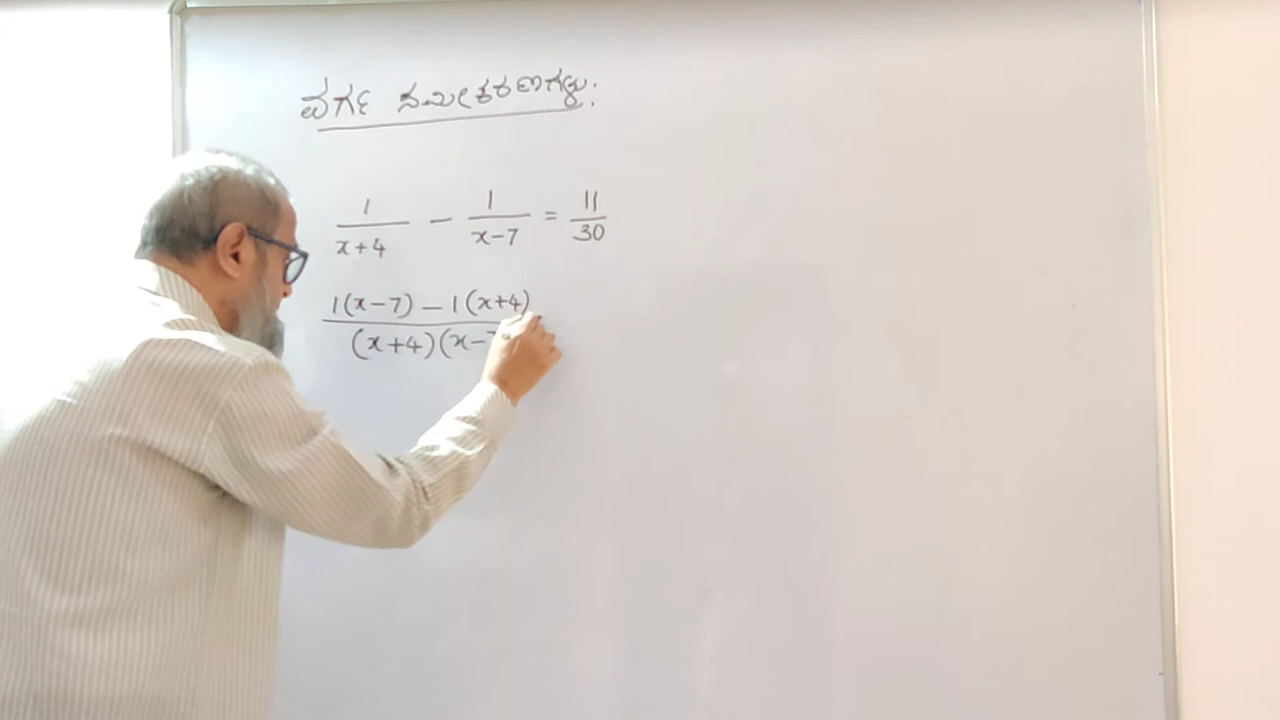 ವರ್ಗ ಸಮೀಕರಣಗಳು:
1/(x+4) - 1/(x-7) = 11/30
1(x-7) - 1(x+4) / (x+4)(x-